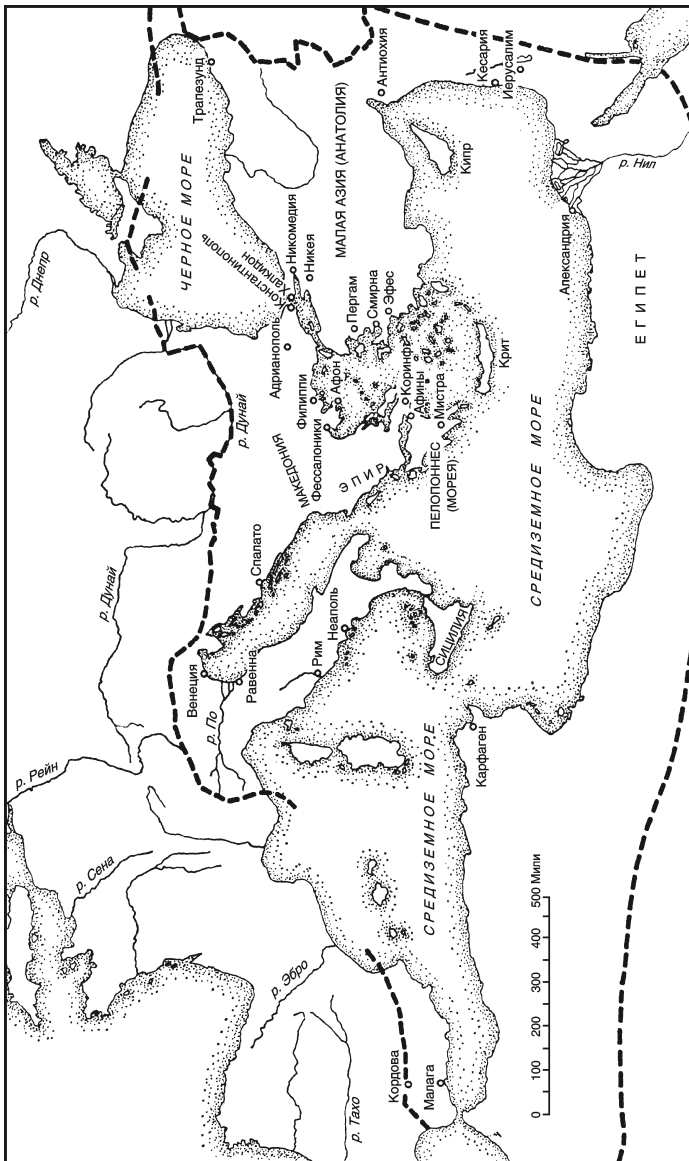 р. Рейн
р. Сена
р. Эбро
р. Тахо
Кордова
Малага
р. Дунай
р. Дунай
р. Днепр
Венеция
р. По
Равенна
Рим
Неаполь
СИЦИЛИЯ
Спалато
Карфаген
СРЕДИЗЕМНОЕ МОРЕ
СРЕДИЗЕМНОЕ МОРЕ
МАКЕДОНИЯ
Фессалоники
ЭПИР
Филиппи
Афон
Адрианополь
КОНСТАНТИНОПОЛЬ
Халкидон
Никомедия
Никея
ЧЕРНОЕ МОРЕ
Трапезунд
МАЛАЯ АЗИЯ (АНАТОЛИЯ)
Пергам
Смирна
Эфес
Коринф
Афины
Мистра
ПЕЛОПОННЕС
(МОРЕЯ)
Крит
Кипр
Антиохия
Кесария
Иерусалим
р. Нил
Александрия
ЕГИПЕТ
0 100 200 300 400 500 Мили